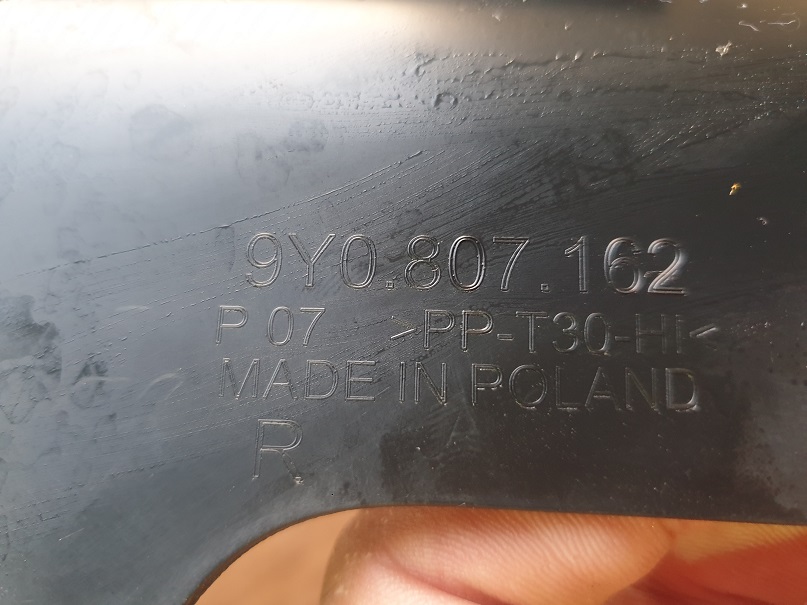 9Y0.807.162
P 07 >PP-T30-HI<
MADE IN POLAND
R